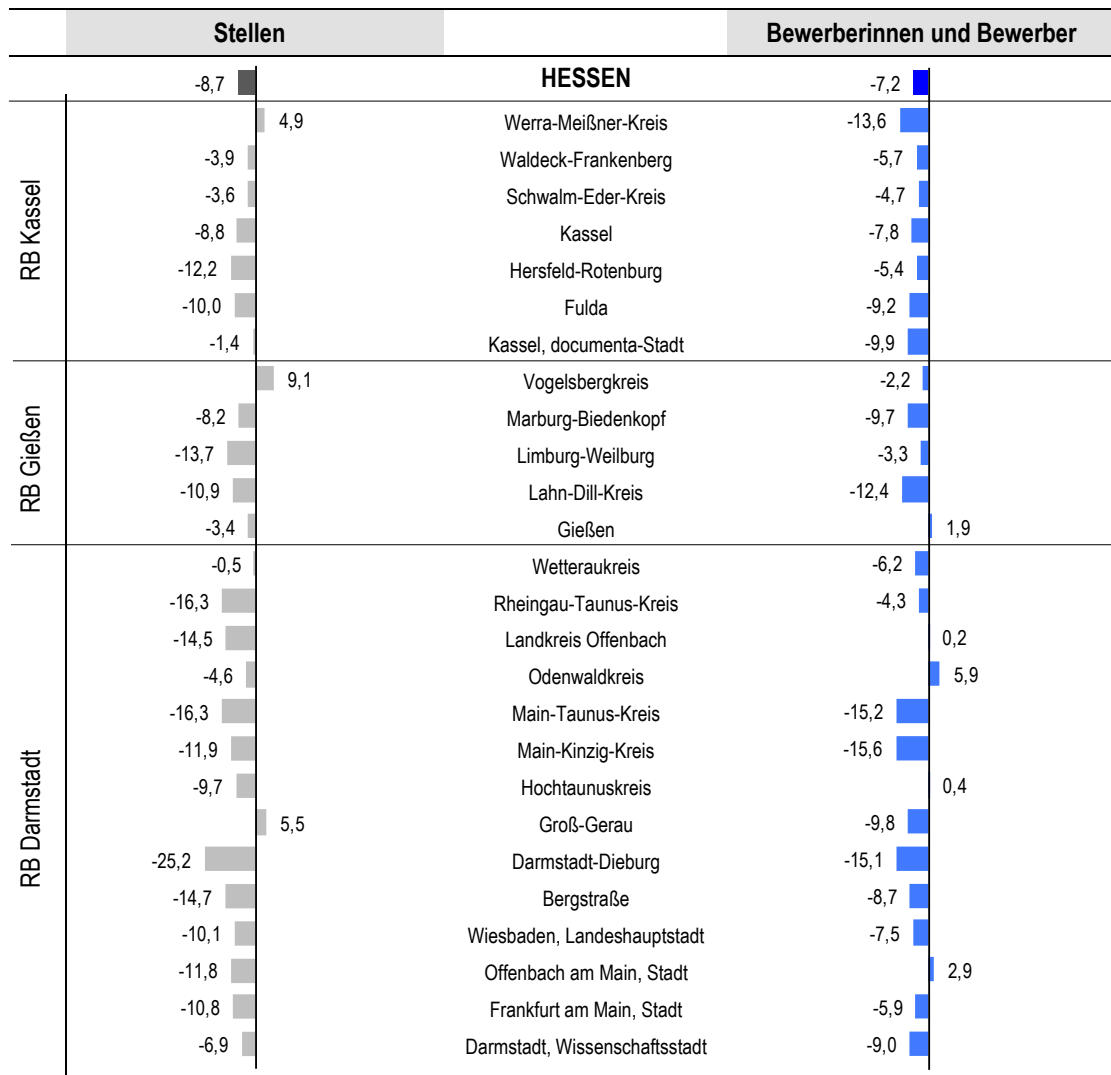 Stellen Bewerberinnen und Bewerber
-8,7 HESSEN -7,2
RB Kassel
4,9 Werra-Meißner-Kreis -13,6
-3,9 Waldeck-Frankenberg -5,7
-3,6 Schwalm-Eder-Kreis -4,7
-8,8 Kassel -7,8
-12,2 Hersfeld-Rotenburg -5,4
-10,0 Fulda -9,2
-1,4 Kassel, documenta-Stadt -9,9
RB Gießen
9,1 Vogelsbergkreis -2,2
-8,2 Marburg-Biedenkopf -9,7
-13,7 Limburg-Weilburg -3,3
-10,9 Lahn-Dill-Kreis -12,4
-3,4 Gießen 1,9
RB Darmstadt
-0,5 Wetteraukreis -6,2
-16,3 Rheingau-Taunus-Kreis -4,3
-14,5 Landkreis Offenbach 0,2
-4,6 Odenwaldkreis 5,9
-16,3 Main-Taunus-Kreis -15,2
-11,9 Main-Kinzig-Kreis -15,6
-9,7 Hochtaunuskreis 0,4
5,5 Groß-Gerau -9,8
-25,2 Darmstadt-Dieburg -15,1
-14,7 Bergstraße -8,7
-10,1 Wiesbaden, Landeshauptstadt -7,5
-11,8 Offenbach am Main, Stadt 2,9
-10,8 Frankfurt am Main, Stadt -5,9
-6,9 Darmstadt, Wissenschaftsstadt -9,0